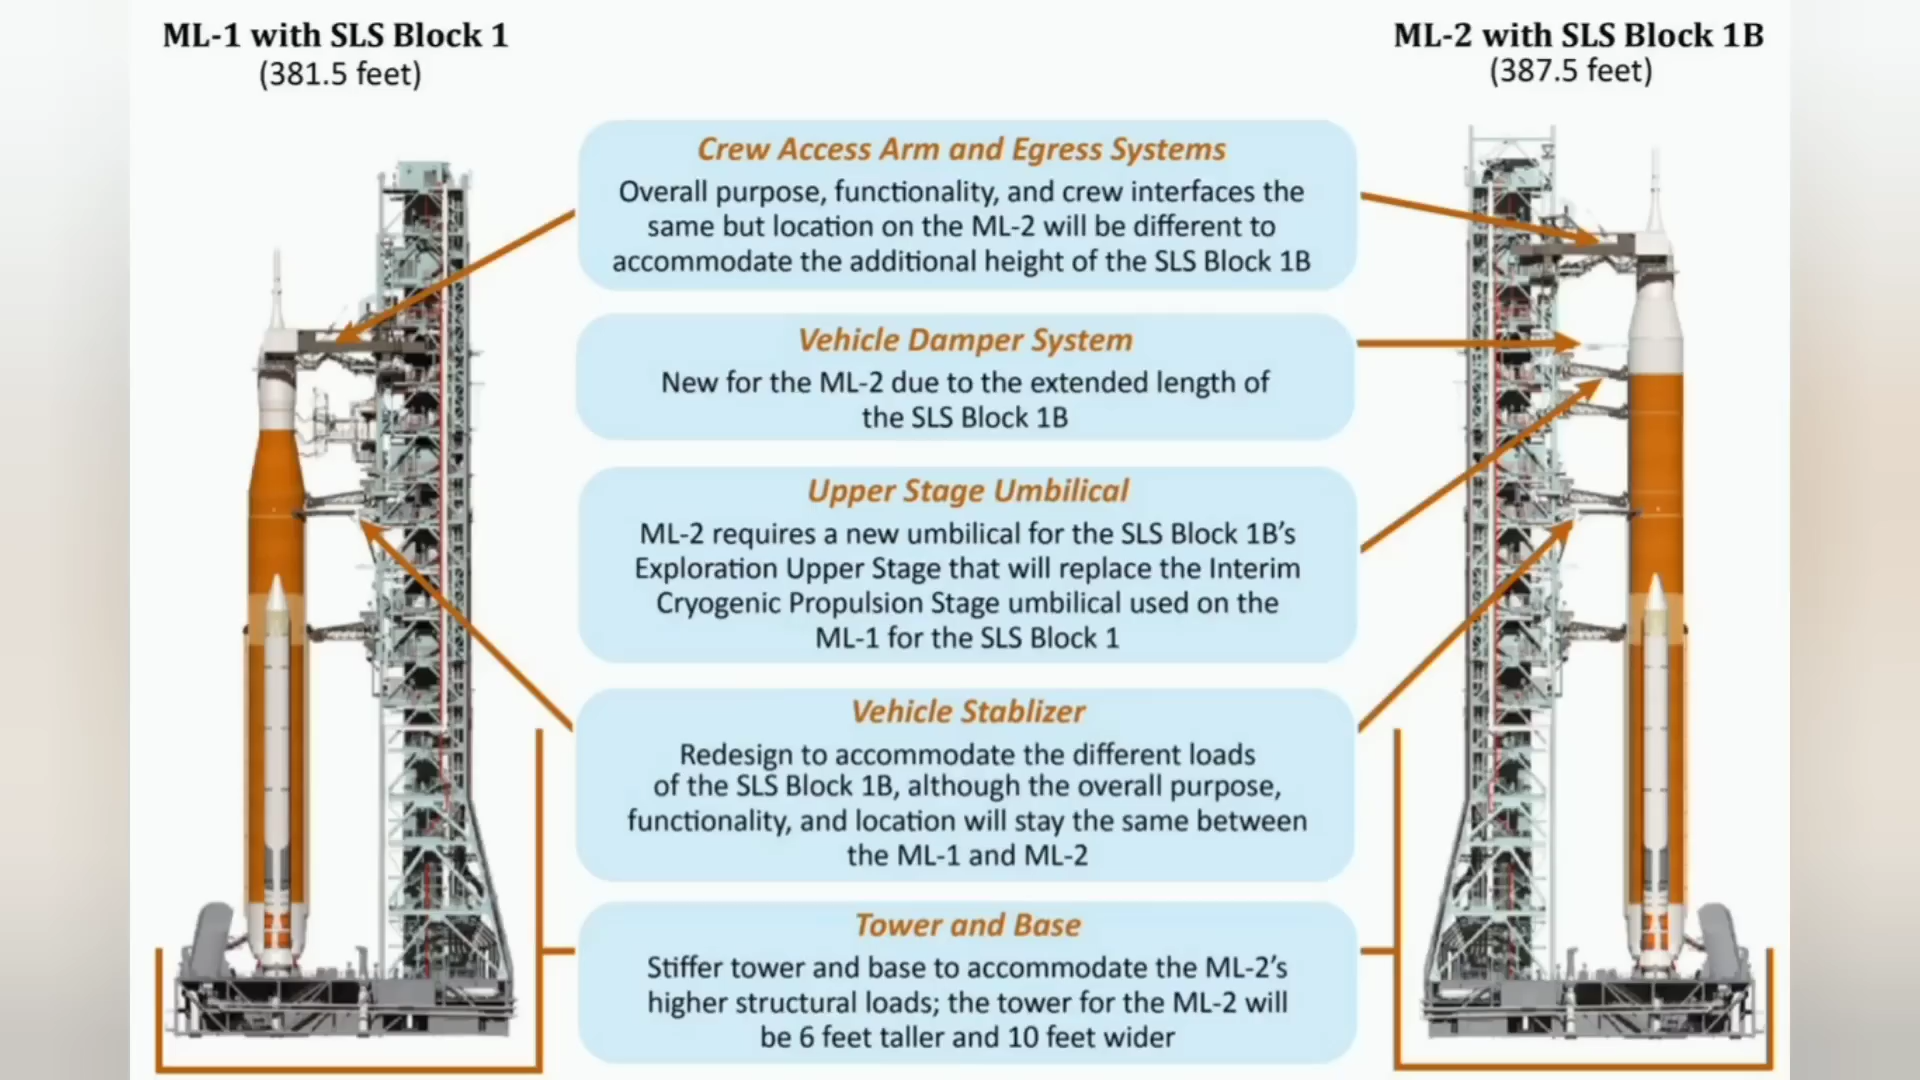 ML-1 with SLS Block 1
(381.5 feet)
ML-2 with SLS Block 1B
(387.5 feet)
Crew Access Arm and Egress Systems
Overall purpose, functionality, and crew interfaces the
same but location on the ML-2 will be different to
accommodate the additional height of the SLS Block 1B
Vehicle Damper System
New for the ML-2 due to the extended length of
the SLS Block 1B
Upper Stage Umbilical
ML-2 requires a new umbilical for the SLS Block 1B’s
Exploration Upper Stage that will replace the Interim
Cryogenic Propulsion Stage umbilical used on the
ML-1 for the SLS Block 1
Vehicle Stablizer
Redesign to accommodate the different loads
of the SLS Block 1B, although the overall purpose,
functionality, and location will stay the same between
the ML-1 and ML-2
Tower and Base
Stiffer tower and base to accommodate the ML-2’s
higher structural loads; the tower for the ML-2 will
be 6 feet taller and 10 feet wider